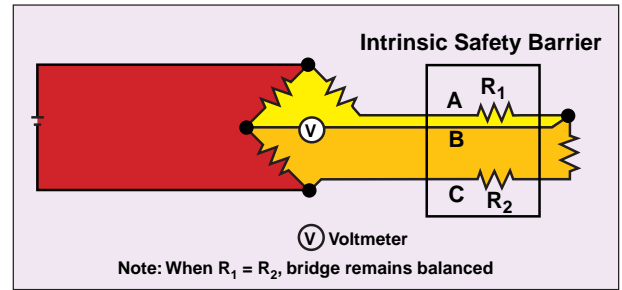 Intrinsic Safety Barrier
A R1
V
B
C R2
V Voltmeter
Note: When R1 = R2, bridge remains balanced